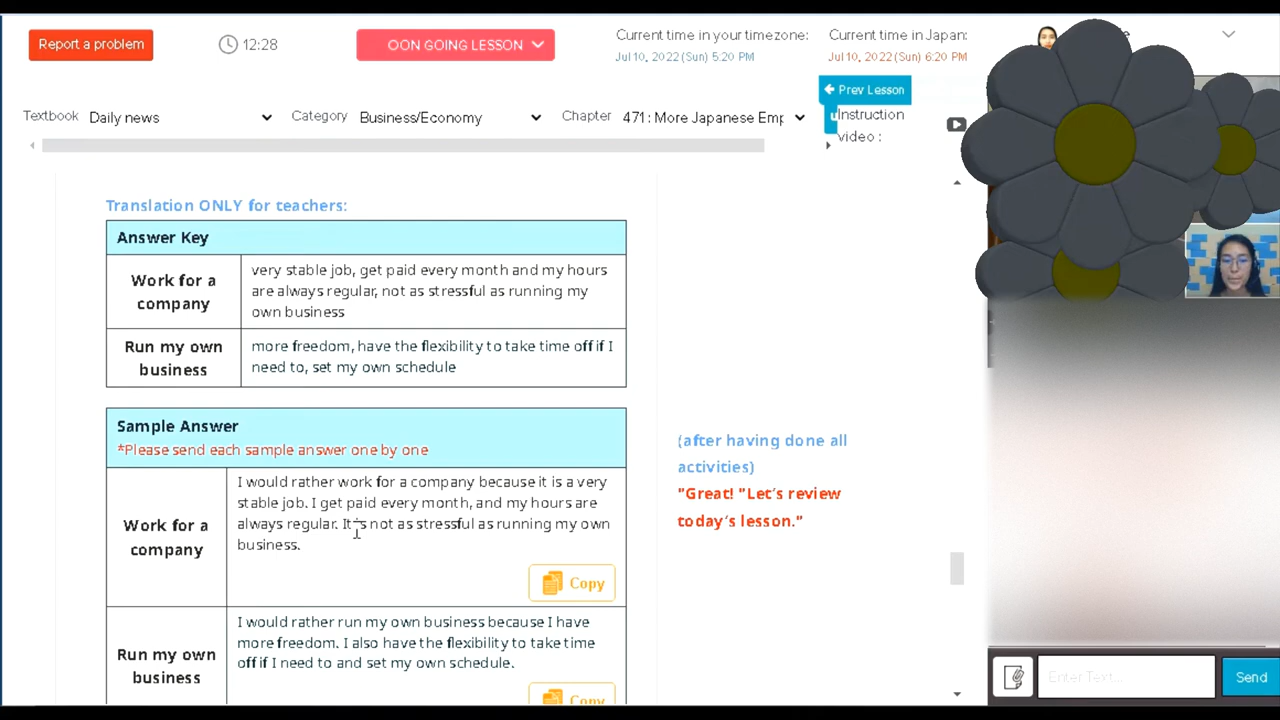 Report a problem
12:28
OON GOING LESSON
Current time in your timezone:
Jul 10, 2022 (Sun) 5:20 PM
Current time in Japan:
Jul 10, 2022 (Sun) 6:20 PM
Prev Lesson
Textbook Daily news
Category Business/Economy
Chapter 471 : More Japanese Emp
Instruction
video :
Translation ONLY for teachers:
Answer Key
Work for a
company
very stable job, get paid every month and my hours
are always regular, not as stressful as running my
own business
Run my own
business
more freedom, have the flexibility to take time off if I
need to, set my own schedule
Sample Answer
*Please send each sample answer one by one
Work for a
company
I would rather work for a company because it is a very
stable job. I get paid every month, and my hours are
always regular. It is not as stressful as running my own
business.
Copy
Run my own
business
I would rather run my own business because I have
more freedom. I also have the flexibility to take time
off if I need to and set my own schedule.
Copy
(after having done all
activities)
"Great! "Let's review
today's lesson."
Enter Text...
Send